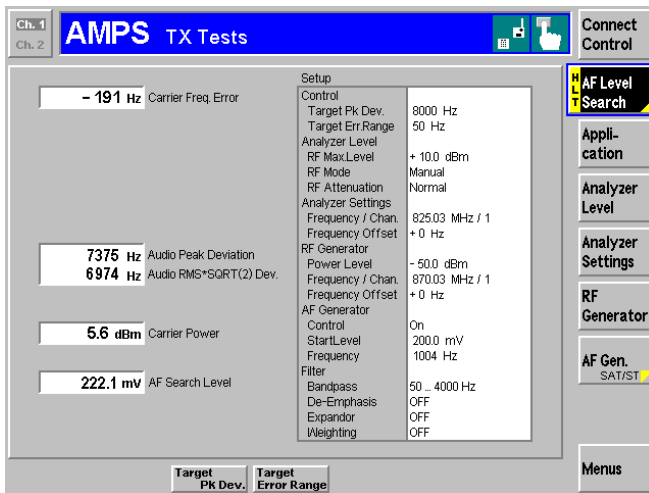 Ch. 1
Ch. 2
AMPS TX Tests
Connect
Control
– 191 Hz Carrier Freq. Error
7375 Hz Audio Peak Deviation
6974 Hz Audio RMS*SQRT(2) Dev.
5.6 dBm Carrier Power
222.1 mV AF Search Level
Setup
Control
Target Pk Dev. 8000 Hz
Target Err.Range 50 Hz
Analyzer Level
RF Max.Level + 10.0 dBm
RF Mode Manual
RF Attenuation Normal
Analyzer Settings
Frequency / Chan. 825.03 MHz / 1
Frequency Offset + 0 Hz
RF Generator
Power Level – 50.0 dBm
Frequency / Chan. 870.03 MHz / 1
Frequency Offset + 0 Hz
AF Generator
Control On
StartLevel 200.0 mV
Frequency 1004 Hz
Filter
Bandpass 50 ... 4000 Hz
De-Emphasis OFF
Expandor OFF
Weighting OFF
HLT
AF Level
Search
Appli-
cation
Analyzer
Level
Analyzer
Settings
RF
Generator
AF Gen.
SAT/ST
Menus
Target
Pk Dev.
Target
Error Range